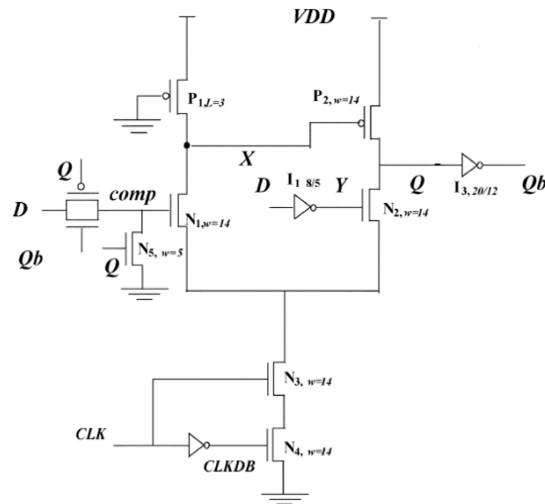 VDD
P1,L=3
P2, w=14
X
Q
comp
D
I1 8/5
Y
Q
I3, 20/12
Qb
D
N1,w=14
N2,w=14
Qb
Q
N5, w=5
N3, w=14
CLK
CLKDB
N4, w=14